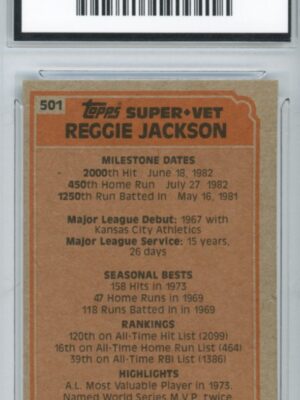 501
Topps SUPER•VET
REGGIE JACKSON
MILESTONE DATES
2000th Hit June 18, 1982
450th Home Run July 27 1982
1250th Run Batted In May 16, 1981
Major League Debut: 1967 with
Kansas City Athletics
Major League Service: 15 years,
26 days
SEASONAL BESTS
158 Hits in 1973
47 Home Runs in 1969
118 Runs Batted In in 1969
RANKINGS
120th on All-Time Hit List (2099)
16th on All-Time Home Run List (464)
39th on All-Time RBI List (1386)
HIGHLIGHTS
A.L. Most Valuable Player in 1973.
Named World Series M.V.P. twice